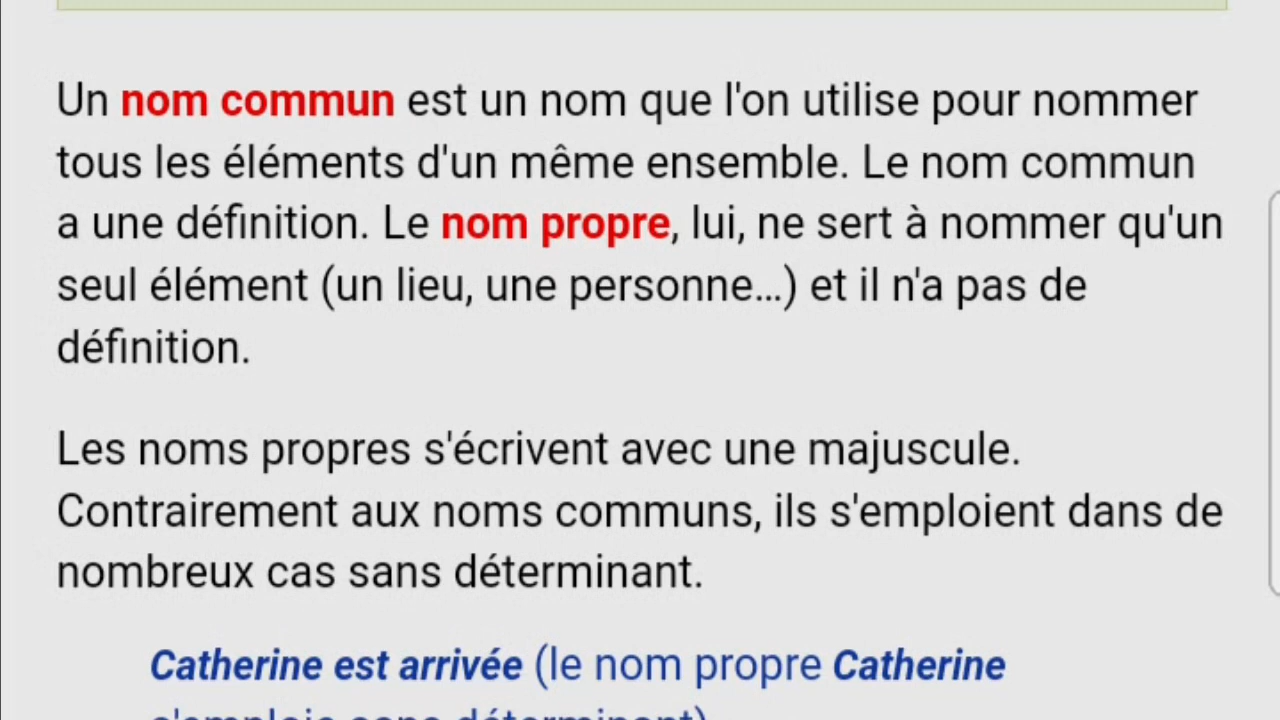 Un nom commun est un nom que l'on utilise pour nommer
tous les éléments d'un même ensemble. Le nom commun
a une définition. Le nom propre, lui, ne sert à nommer qu'un
seul élément (un lieu, une personne…) et il n'a pas de
définition.
Les noms propres s'écrivent avec une majuscule.
Contrairement aux noms communs, ils s'emploient dans de
nombreux cas sans déterminant.
Catherine est arrivée (le nom propre Catherine
s'emploie sans déterminant)